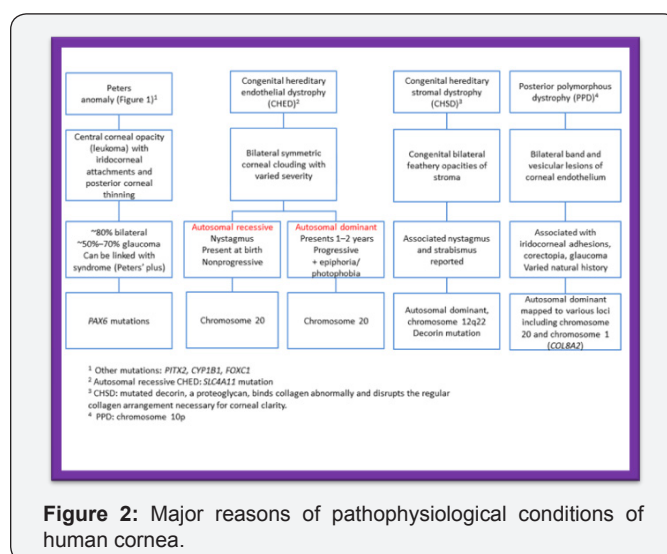 Peters
anomaly (Figure 1)¹
Congenital hereditary
endothelial dystrophy
(CHED)²
Congenital hereditary
stromal dystrophy
(CHSD)³
Posterior polymorphous
dystrophy (PPD)⁴
Central corneal opacity
(leukoma) with
iridocorneal
attachments and
posterior corneal
thinning
Bilateral symmetric
corneal clouding with
varied severity
Congenital bilateral
feathery opacities of
stroma
Bilateral band and
vesicular lesions of
corneal endothelium
~80% bilateral
~50%–70% glaucoma
Can be linked with
syndrome (Peters' plus)
Autosomal recessive
Nystagmus
Present at birth
Nonprogressive
Autosomal dominant
Presents 1–2 years
Progressive
+ epiphoria/
photophobia
Associated nystagmus
and strabismus
reported
Associated with
iridocorneal adhesions,
corectopia, glaucoma
Varied natural history
PAX6 mutations
Chromosome 20
Chromosome 20
Autosomal dominant,
chromosome 12q22
Decorin mutation
Autosomal dominant
mapped to various loci
including chromosome
20 and chromosome 1
(COL8A2)
¹ Other mutations: PITX2, CYP1B1, FOXC1
² Autosomal recessive CHED: SLC4A11 mutation
³ CHSD: mutated decorin, a proteoglycan, binds collagen abnormally and disrupts the regular
collagen arrangement necessary for corneal clarity.
⁴ PPD: chromosome 10p
Figure 2: Major reasons of pathophysiological conditions of
human cornea.